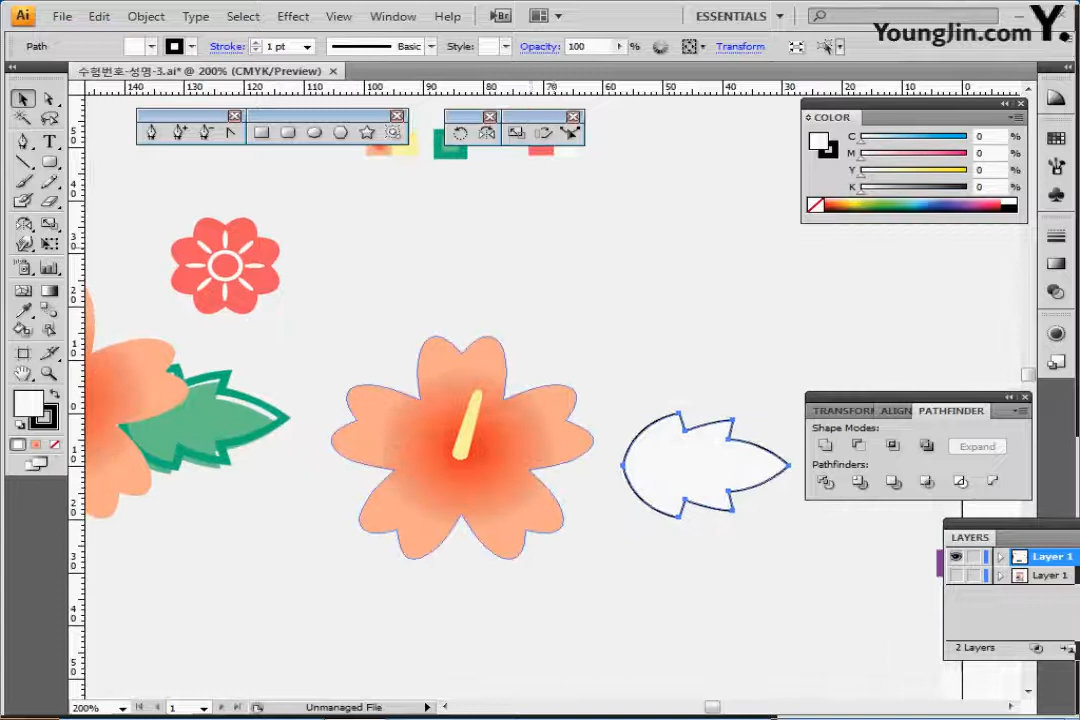 Ai File Edit Object Type Select Effect View Window Help Br ESSENTIALS
YoungJin.com Y.
Path Stroke: 1 pt Basic Style: Opacity: 100 % Transform
수험번호-성명-3.ai* @ 200% (CMYK/Preview)
140 130 120 110 100 90 80 70 60 50 40 30
COLOR
C 0 %
M 0 %
Y 0 %
K 0 %
TRANSFORM ALIGN PATHFINDER
Shape Modes:
Expand
Pathfinders:
LAYERS
Layer 1
Layer 1
2 Layers
200% 1 Unmanaged File